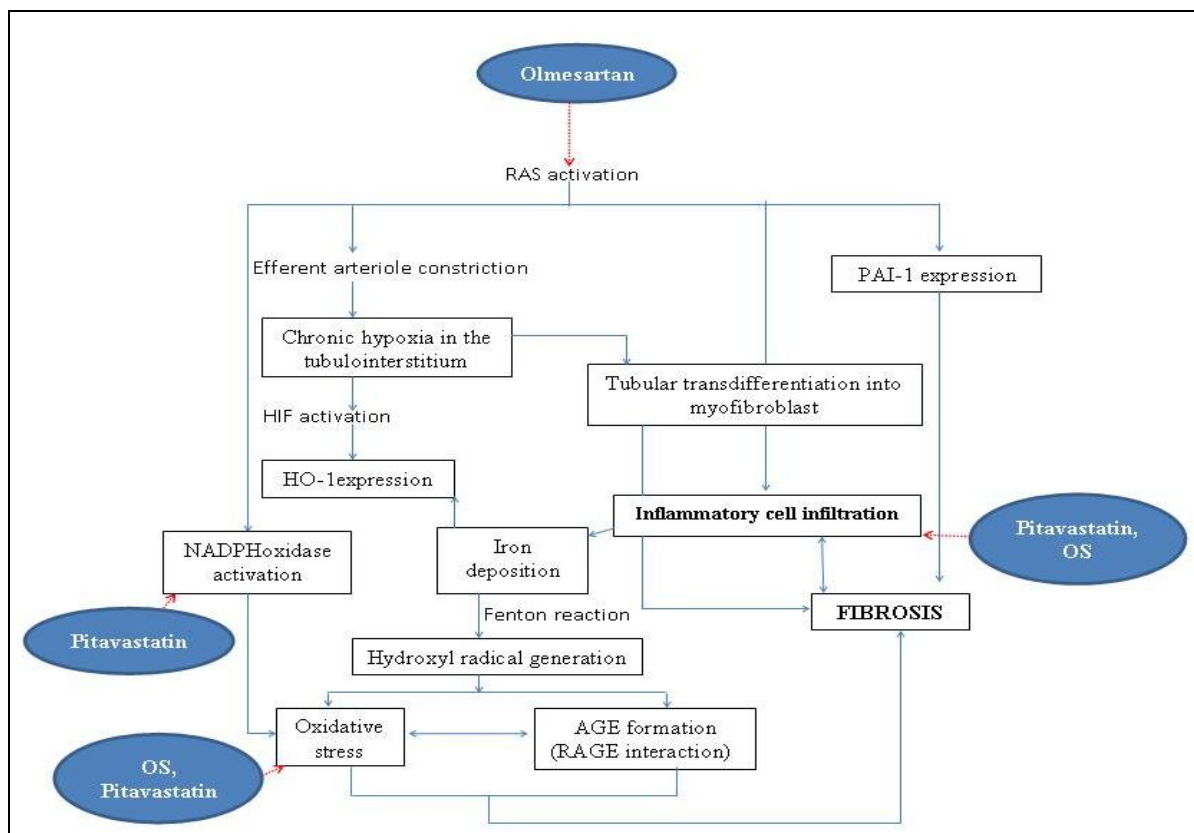 Olmesartan
RAS activation
Efferent arteriole constriction
PAI-1 expression
Chronic hypoxia in the
tubulointerstitium
Tubular transdifferentiation into
myofibroblast
HIF activation
HO-1expression
Inflammatory cell infiltration
Pitavastatin,
OS
NADPHoxidase
activation
Iron
deposition
Fenton reaction
FIBROSIS
Pitavastatin
Hydroxyl radical generation
Oxidative
stress
AGE formation
(RAGE interaction)
OS,
Pitavastatin